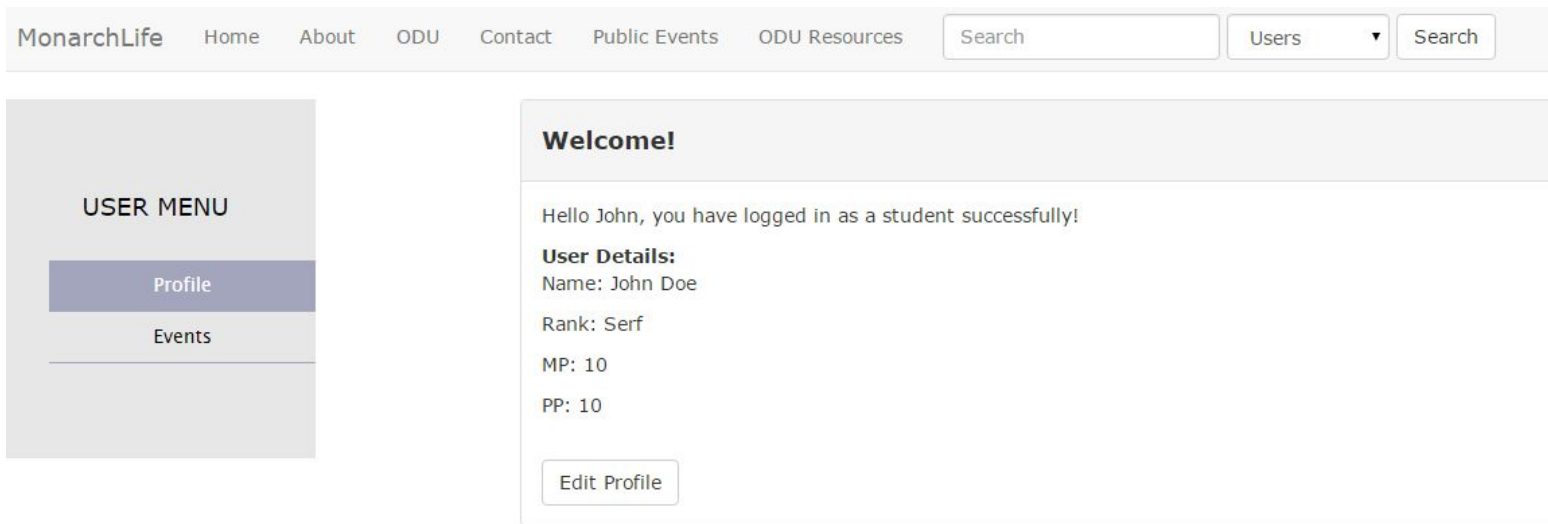 MonarchLife Home About ODU Contact Public Events ODU Resources Search Users Search
USER MENU
Profile
Events
Welcome!
Hello John, you have logged in as a student successfully!
User Details:
Name: John Doe
Rank: Serf
MP: 10
PP: 10
Edit Profile